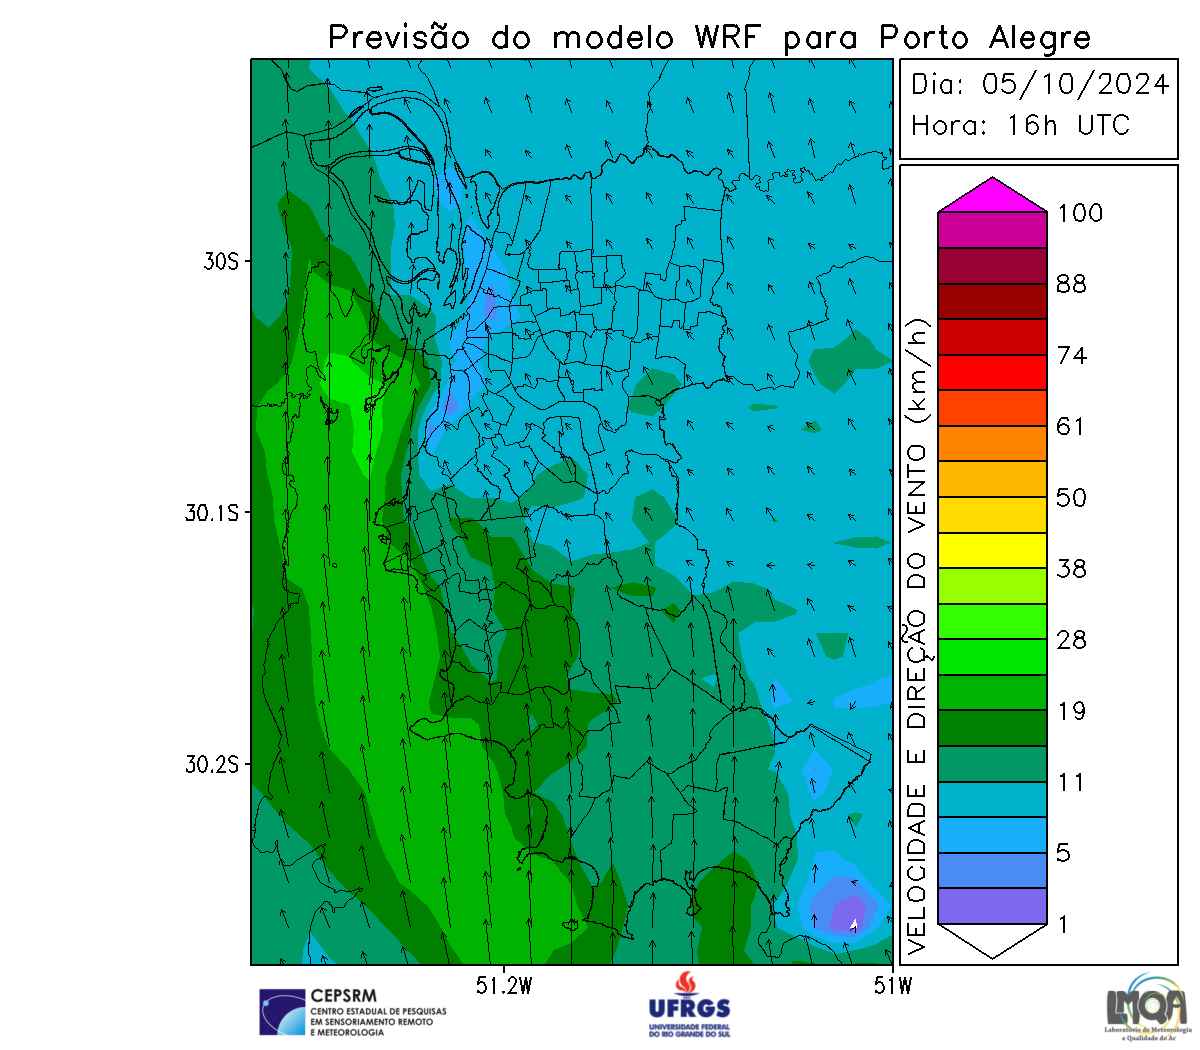 Previsão do modelo WRF para Porto Alegre
Dia: 05/10/2024
Hora: 16h UTC
30S
30.1S
30.2S
51.2W
51W
VELOCIDADE E DIREÇÃO DO VENTO (km/h)
100
88
74
61
50
38
28
19
11
5
1
CEPSRM
CENTRO ESTADUAL DE PESQUISAS
EM SENSORIAMENTO REMOTO
E METEOROLOGIA
UFRGS
UNIVERSIDADE FEDERAL
DO RIO GRANDE DO SUL
LMQA
Laboratório de Meteorologia
e Qualidade do Ar